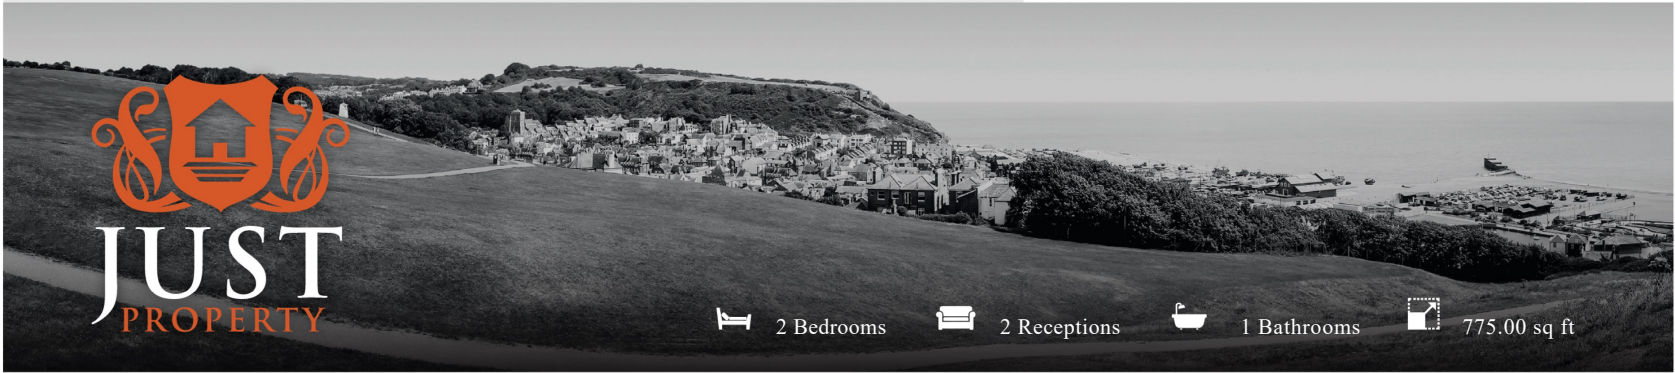 JUST
PROPERTY
2 Bedrooms
2 Receptions
1 Bathrooms
775.00 sq ft